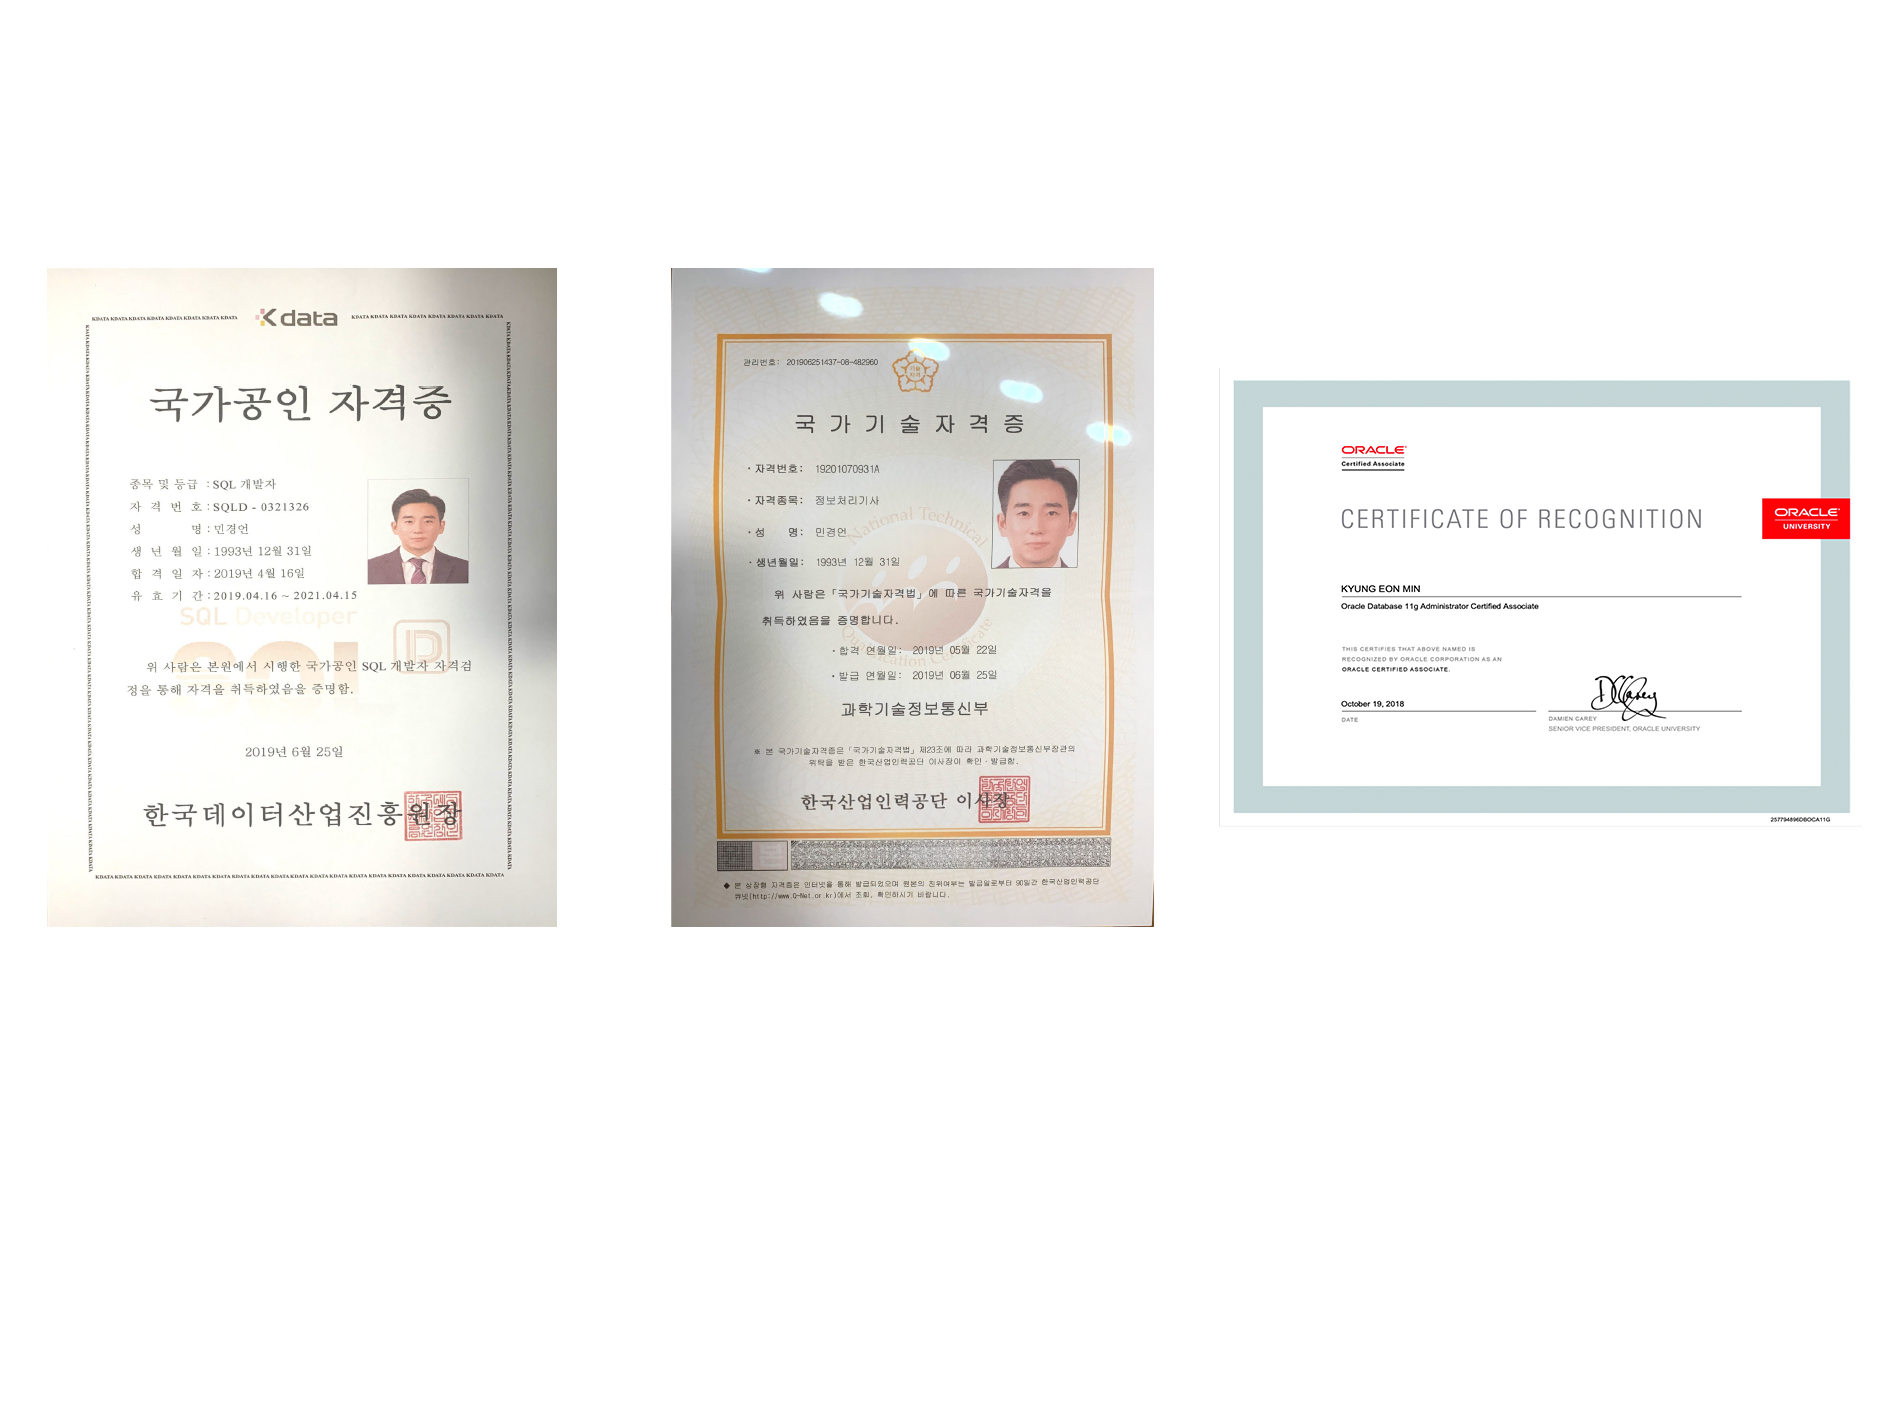 Kdata
국가공인 자격증
종목 및 등급 : SQL 개발자
자 격 번 호 : SQLD - 0321326
성 명 : 민경언
생 년 월 일 : 1993년 12월 31일
합 격 일 자 : 2019년 4월 16일
유 효 기 간 : 2019.04.16 ~ 2021.04.15
SQL Developer
SQL
위 사람은 본원에서 시행한 국가공인 SQL 개발자 자격검
정을 통해 자격을 취득하였음을 증명함.
2019년 6월 25일
한국데이터산업진흥원장
KDATA KDATA KDATA KDATA KDATA KDATA KDATA KDATA
관리번호: 201906251437-08-482960
기술
자격
국 가 기 술 자 격 증
· 자격번호: 19201070931A
· 자격종목: 정보처리기사
· 성 명: 민경언
· 생년월일: 1993년 12월 31일
National Technical
Qualification Certificate
위 사람은 「국가기술자격법」에 따른 국가기술자격을
취득하였음을 증명합니다.
· 합격 연월일: 2019년 05월 22일
· 발급 연월일: 2019년 06월 25일
과학기술정보통신부
※ 본 국가기술자격증은 「국가기술자격법」 제23조에 따라 과학기술정보통신부장관의
위탁을 받은 한국산업인력공단 이사장이 확인·발급함.
한국산업인력공단 이사장
◆ 본 상장형 자격증은 인터넷을 통해 발급되었으며 원본의 진위여부는 발급일로부터 90일간 한국산업인력공단
큐넷(http://www.Q-Net.or.kr)에서 조회, 확인하시기 바랍니다.
ORACLE
Certified Associate
CERTIFICATE OF RECOGNITION
ORACLE
UNIVERSITY
KYUNG EON MIN
Oracle Database 11g Administrator Certified Associate
THIS CERTIFIES THAT ABOVE NAMED IS
RECOGNIZED BY ORACLE CORPORATION AS AN
ORACLE CERTIFIED ASSOCIATE.
October 19, 2018
DATE
DAMIEN CAREY
SENIOR VICE PRESIDENT, ORACLE UNIVERSITY
257794896DBOCA11G